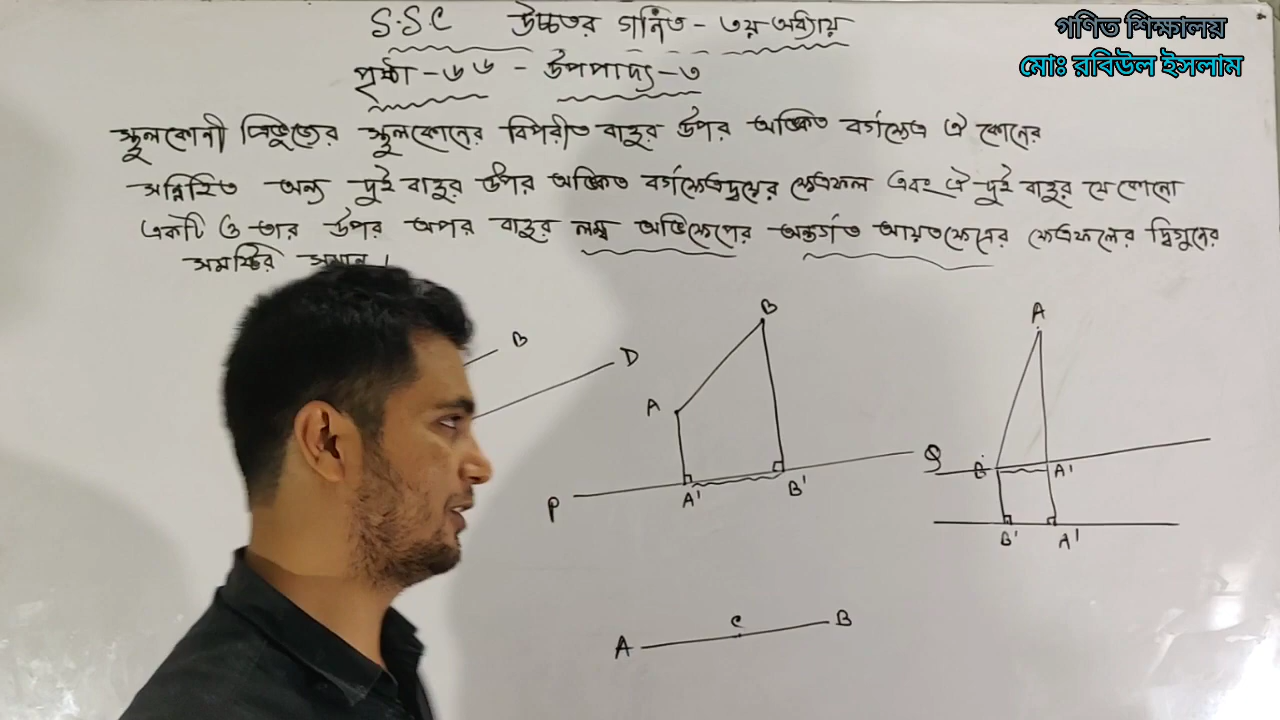 S.S.C উচ্চতর গনিত - ৩য় অধ্যায়
গণিত শিক্ষালয়
মোঃ রবিউল ইসলাম
পৃষ্ঠা - ৬৬ - উপপাদ্য - ৩
স্থুলকোনী ত্রিভুজের স্থুলকোনের বিপরীত বাহুর উপর অঙ্কিত বর্গক্ষেত্র ঐ কোনের
সন্নিহিত অন্য দুই বাহুর উপর অঙ্কিত বর্গক্ষেত্রদ্বয়ের ক্ষেত্রফল এবং ঐ দুই বাহুর যে কোনো
একটি ও তার উপর অপর বাহুর লম্ব অভিক্ষেপের অন্তর্গত আয়তক্ষেত্রের ক্ষেত্রফলের দ্বিগুনের
সমষ্টির সমান ।
B
D
B
A
P
A'
B'
Q
A
B
A'
B'
A'
A
C
B